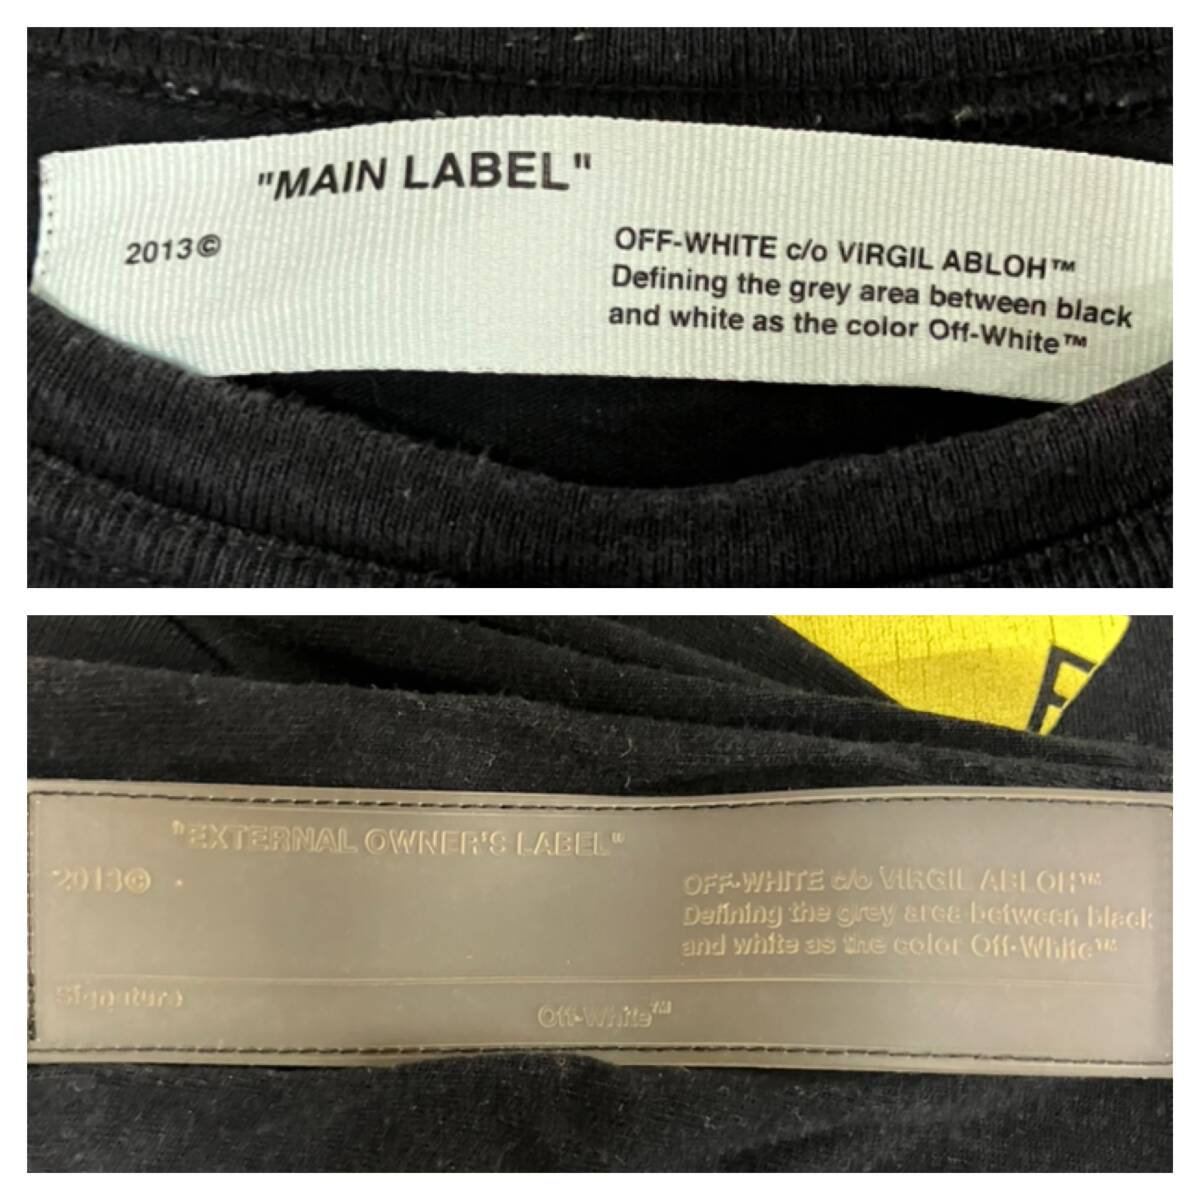 "MAIN LABEL"
2013©
OFF-WHITE c/o VIRGIL ABLOH™
Defining the grey area between black
and white as the color Off-White™
"EXTERNAL OWNER'S LABEL"
2013©
OFF-WHITE c/o VIRGIL ABLOH™
Defining the grey area between black
and white as the color Off-White™
Signature
Off-White™